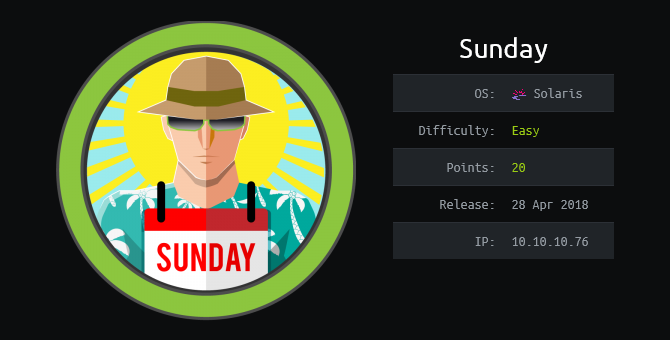 Sunday
OS: Solaris
Difficulty: Easy
Points: 20
Release: 28 Apr 2018
IP: 10.10.10.76
SUNDAY